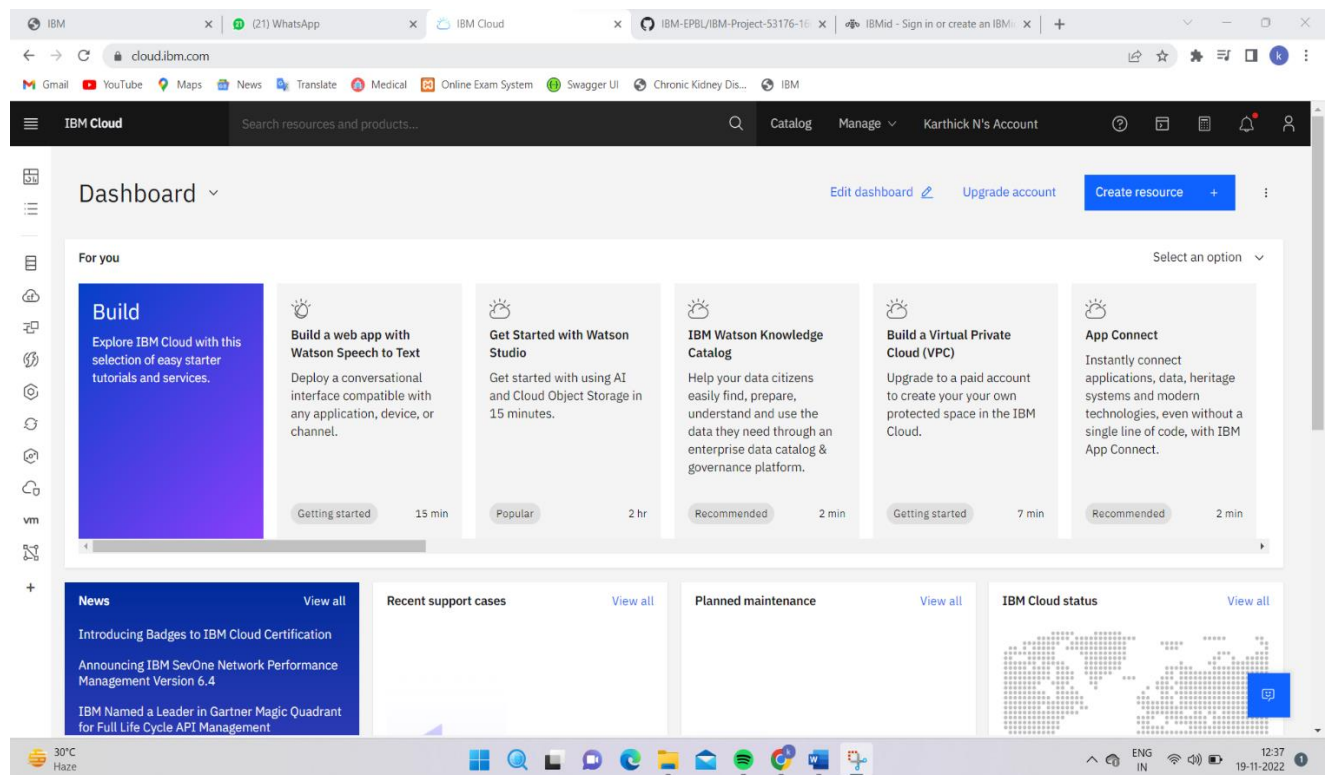 IBM
(21) WhatsApp
IBM Cloud
IBM-EPBL/IBM-Project-53176-16
IBMid - Sign in or create an IBMi
cloud.ibm.com
k
Gmail
YouTube
Maps
News
Translate
Medical
Online Exam System
Swagger UI
Chronic Kidney Dis...
IBM
IBM Cloud
Search resources and products...
Catalog
Manage
Karthick N's Account
Dashboard
Edit dashboard
Upgrade account
Create resource +
For you
Select an option
Build
Explore IBM Cloud with this
selection of easy starter
tutorials and services.
Build a web app with
Watson Speech to Text
Deploy a conversational
interface compatible with
any application, device, or
channel.
Getting started
15 min
Get Started with Watson
Studio
Get started with using AI
and Cloud Object Storage in
15 minutes.
Popular
2 hr
IBM Watson Knowledge
Catalog
Help your data citizens
easily find, prepare,
understand and use the
data they need through an
enterprise data catalog &
governance platform.
Recommended
2 min
Build a Virtual Private
Cloud (VPC)
Upgrade to a paid account
to create your your own
protected space in the IBM
Cloud.
Getting started
7 min
App Connect
Instantly connect
applications, data, heritage
systems and modern
technologies, even without a
single line of code, with IBM
App Connect.
Recommended
2 min
vm
News
View all
Introducing Badges to IBM Cloud Certification
Announcing IBM SevOne Network Performance
Management Version 6.4
IBM Named a Leader in Gartner Magic Quadrant
for Full Life Cycle API Management
Recent support cases
View all
Planned maintenance
View all
IBM Cloud status
View all
30°C
Haze
ENG
IN
12:37
19-11-2022
1